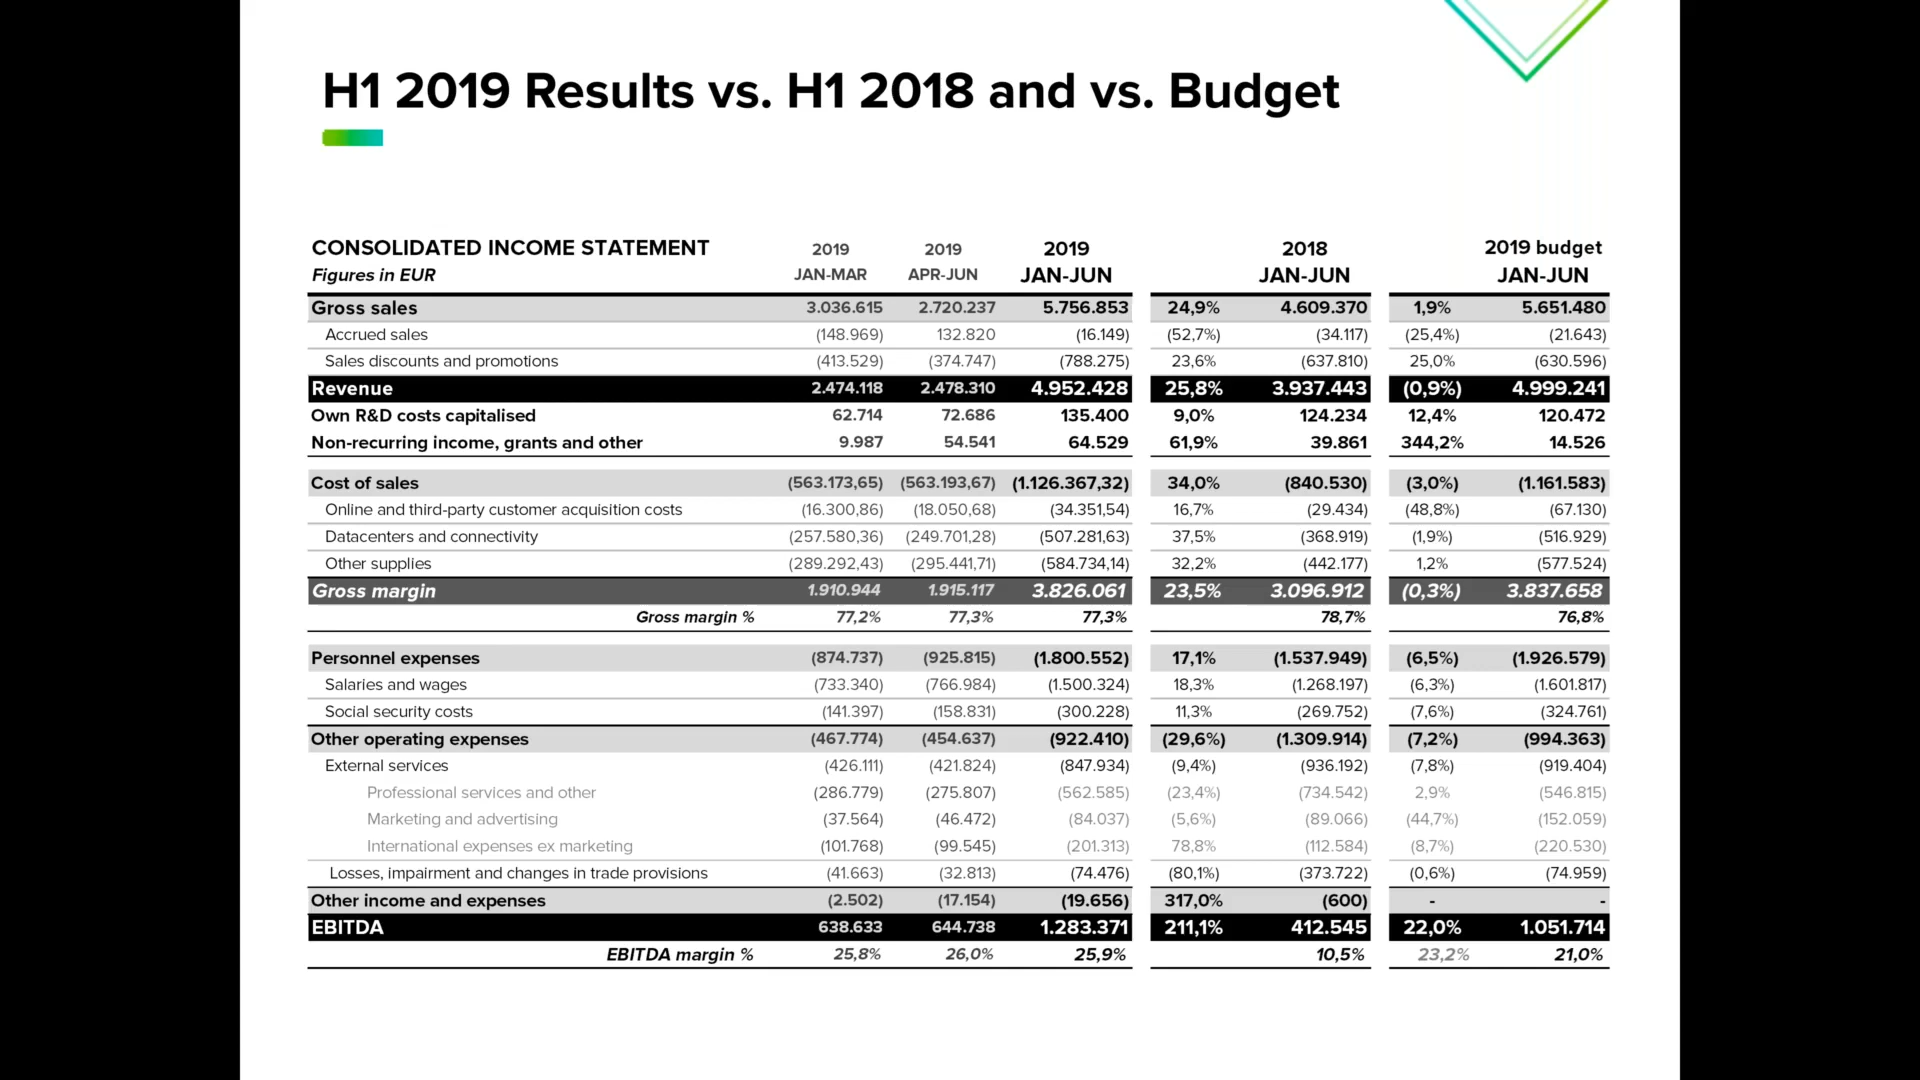 H1 2019 Results vs. H1 2018 and vs. Budget
CONSOLIDATED INCOME STATEMENT 2019 2019 2019 2018 2019 budget
Figures in EUR JAN-MAR APR-JUN JAN-JUN JAN-JUN JAN-JUN
Gross sales 3.036.615 2.720.237 5.756.853 24,9% 4.609.370 1,9% 5.651.480
Accrued sales (148.969) 132.820 (16.149) (52,7%) (34.117) (25,4%) (21.643)
Sales discounts and promotions (413.529) (374.747) (788.275) 23,6% (637.810) 25,0% (630.596)
Revenue 2.474.118 2.478.310 4.952.428 25,8% 3.937.443 (0,9%) 4.999.241
Own R&D costs capitalised 62.714 72.686 135.400 9,0% 124.234 12,4% 120.472
Non-recurring income, grants and other 9.987 54.541 64.529 61,9% 39.861 344,2% 14.526
Cost of sales (563.173,65) (563.193,67) (1.126.367,32) 34,0% (840.530) (3,0%) (1.161.583)
Online and third-party customer acquisition costs (16.300,86) (18.050,68) (34.351,54) 16,7% (29.434) (48,8%) (67.130)
Datacenters and connectivity (257.580,36) (249.701,28) (507.281,63) 37,5% (368.919) (1,9%) (516.929)
Other supplies (289.292,43) (295.441,71) (584.734,14) 32,2% (442.177) 1,2% (577.524)
Gross margin 1.910.944 1.915.117 3.826.061 23,5% 3.096.912 (0,3%) 3.837.658
Gross margin % 77,2% 77,3% 77,3% 78,7% 76,8%
Personnel expenses (874.737) (925.815) (1.800.552) 17,1% (1.537.949) (6,5%) (1.926.579)
Salaries and wages (733.340) (766.984) (1.500.324) 18,3% (1.268.197) (6,3%) (1.601.817)
Social security costs (141.397) (158.831) (300.228) 11,3% (269.752) (7,6%) (324.761)
Other operating expenses (467.774) (454.637) (922.410) (29,6%) (1.309.914) (7,2%) (994.363)
External services (426.111) (421.824) (847.934) (9,4%) (936.192) (7,8%) (919.404)
Professional services and other (286.779) (275.807) (562.585) (23,4%) (734.542) 2,9% (546.815)
Marketing and advertising (37.564) (46.472) (84.037) (5,6%) (89.066) (44,7%) (152.059)
International expenses ex marketing (101.768) (99.545) (201.313) 78,8% (112.584) (8,7%) (220.530)
Losses, impairment and changes in trade provisions (41.663) (32.813) (74.476) (80,1%) (373.722) (0,6%) (74.959)
Other income and expenses (2.502) (17.154) (19.656) 317,0% (600) - -
EBITDA 638.633 644.738 1.283.371 211,1% 412.545 22,0% 1.051.714
EBITDA margin % 25,8% 26,0% 25,9% 10,5% 23,2% 21,0%